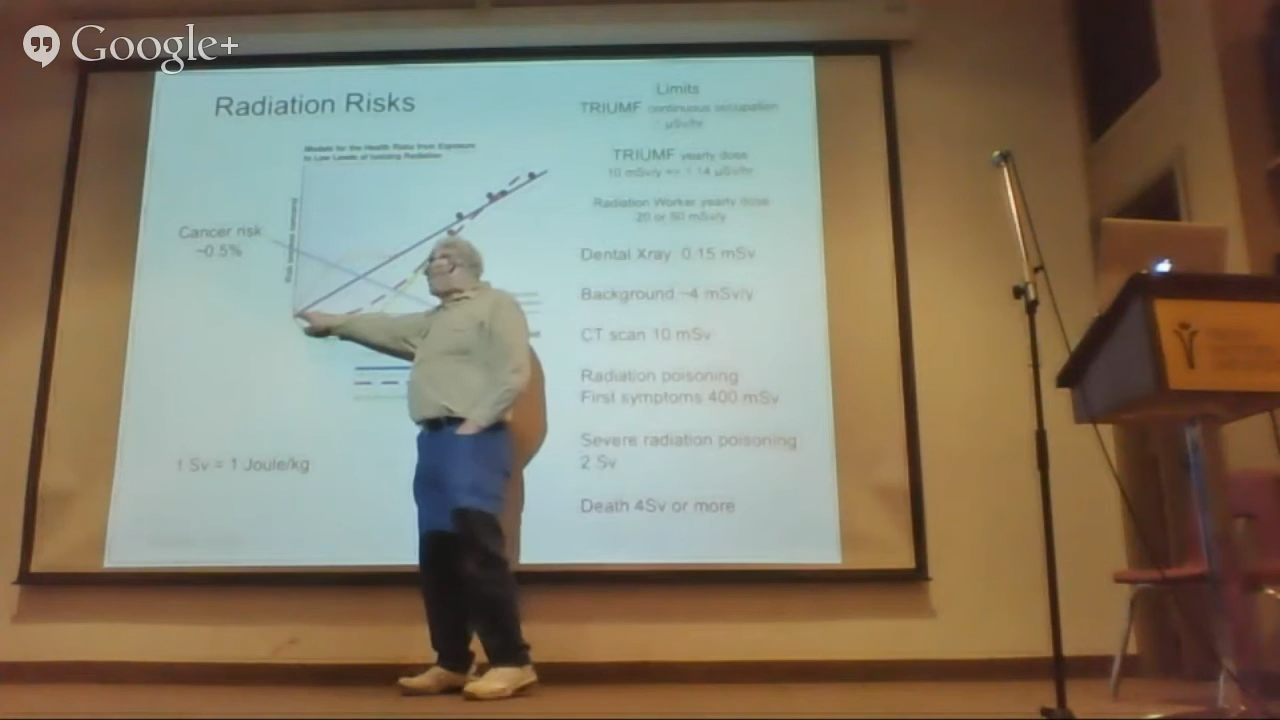 Google+
Radiation Risks
Models for the Health Risks from Exposure
to Low Levels of Ionizing Radiation
Cancer risk
~0.5%
1 Sv = 1 Joule/kg
Limits
TRIUMF continuous occupation
µSv/hr
TRIUMF yearly dose
10 mSv/y => 1.14 µSv/hr
Radiation Worker yearly dose
20 or 50 mSv/y
Dental Xray 0.15 mSv
Background ~4 mSv/y
CT scan 10 mSv
Radiation poisoning
First symptoms 400 mSv
Severe radiation poisoning
2 Sv
Death 4Sv or more